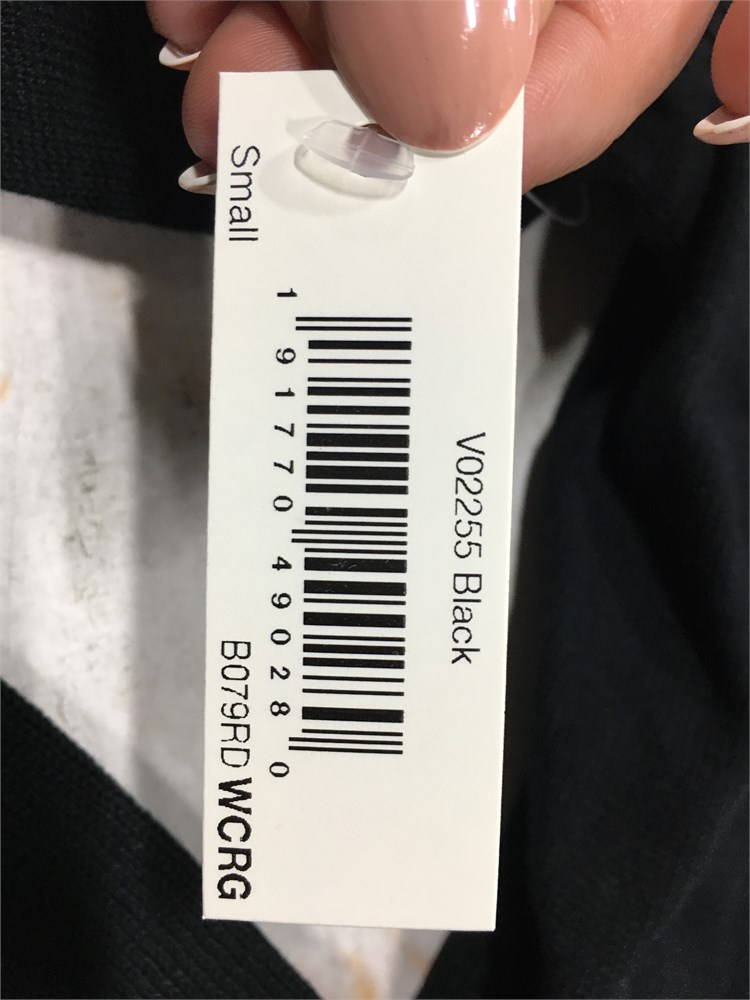 V02255 Black
1 91770 49028 0
Small
B079RD WCRG